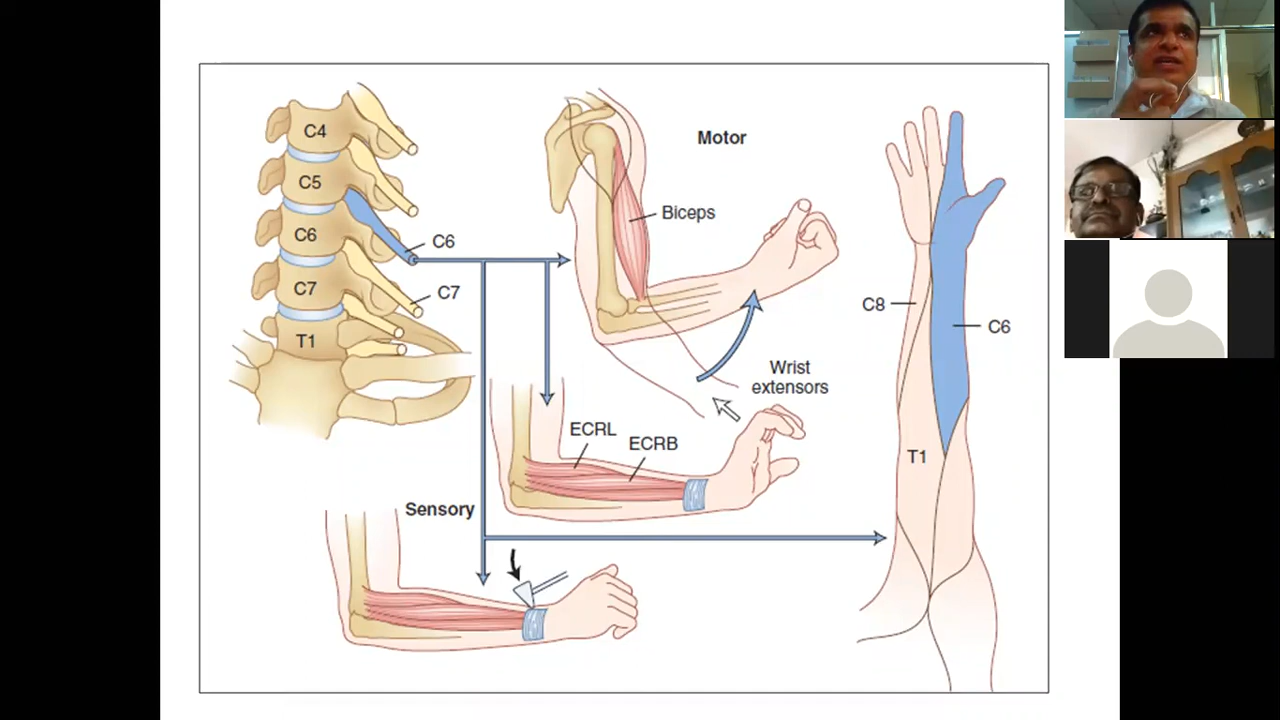 C4
C5
C6
C7
T1
C6
C7
Motor
Biceps
Wrist
extensors
ECRL
ECRB
Sensory
C8
C6
T1